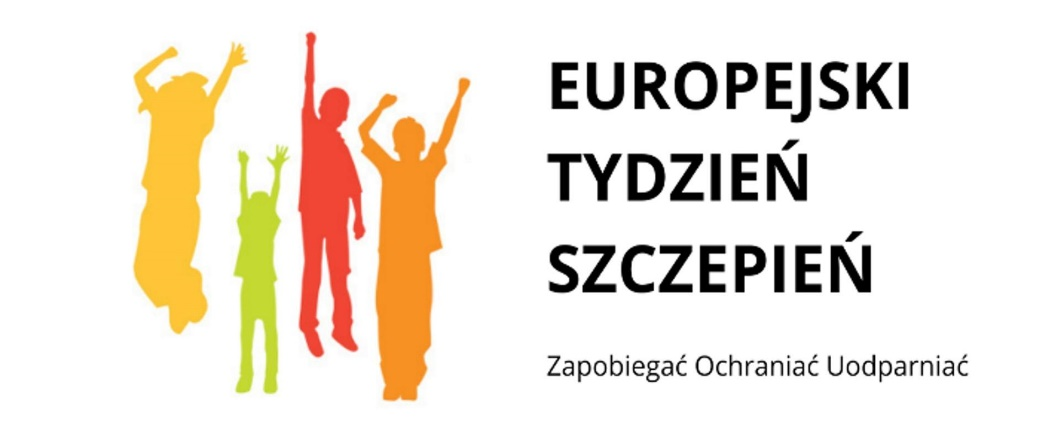 EUROPEJSKI
TYDZIEŃ
SZCZEPIEŃ
Zapobiegać Ochraniać Uodparniać